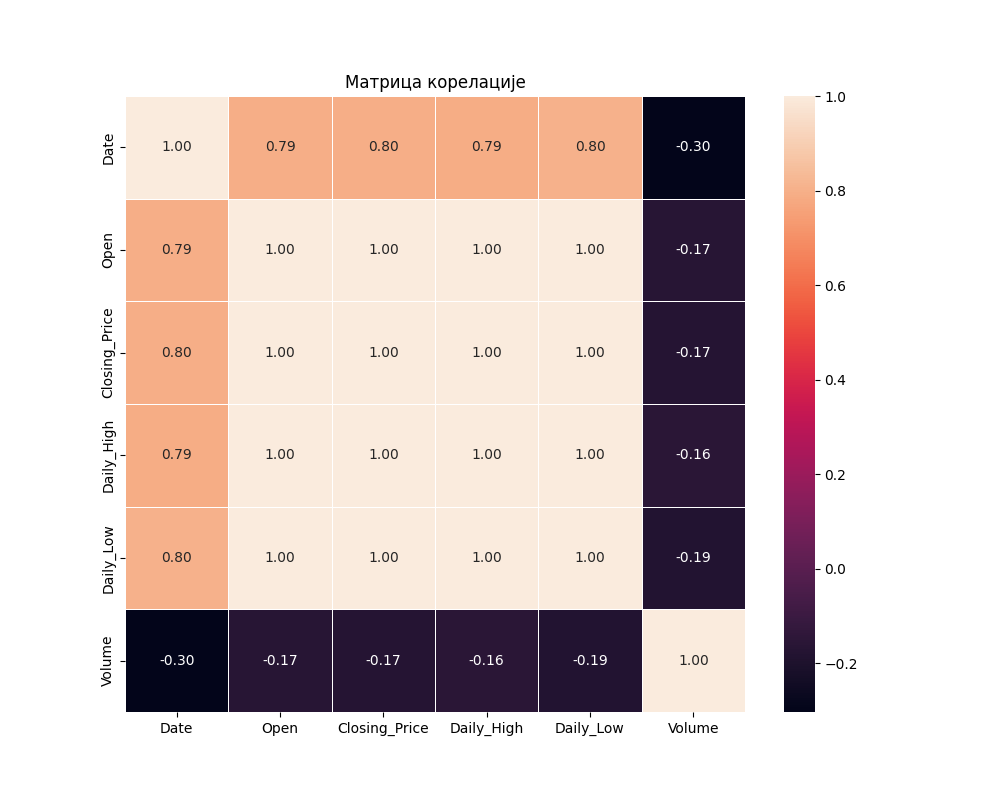 Матрица корелације
Date 1.00 0.79 0.80 0.79 0.80 -0.30
Open 0.79 1.00 1.00 1.00 1.00 -0.17
Closing_Price 0.80 1.00 1.00 1.00 1.00 -0.17
Daily_High 0.79 1.00 1.00 1.00 1.00 -0.16
Daily_Low 0.80 1.00 1.00 1.00 1.00 -0.19
Volume -0.30 -0.17 -0.17 -0.16 -0.19 1.00
Date Open Closing_Price Daily_High Daily_Low Volume
1.0
0.8
0.6
0.4
0.2
0.0
−0.2